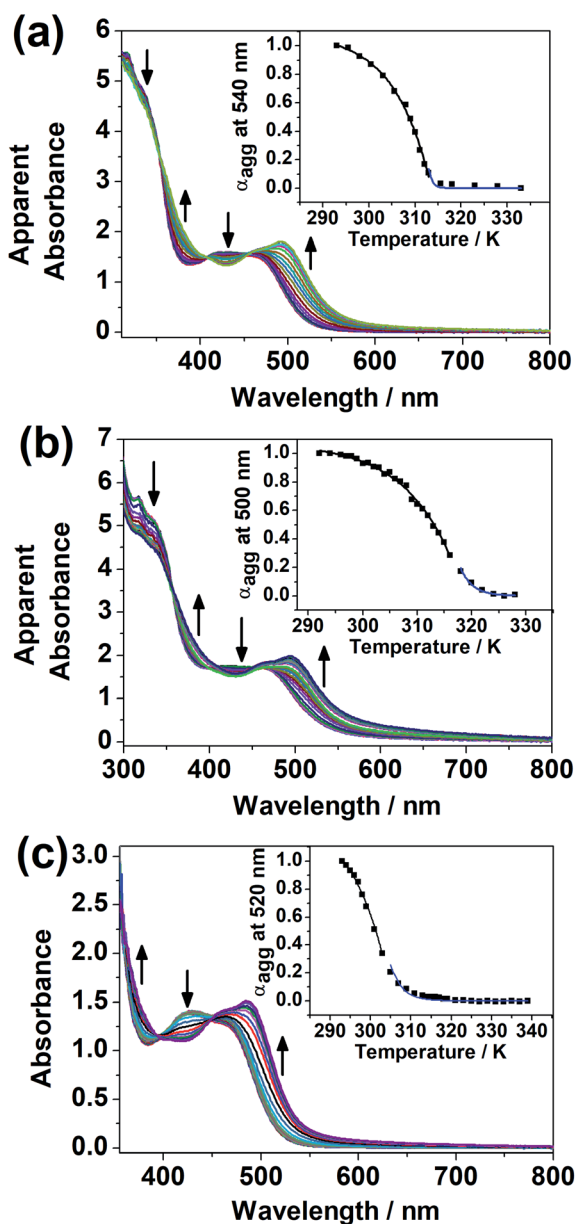 (a)
6
5
4
3
2
1
0
Apparent
Absorbance
400 500 600 700 800
Wavelength / nm
1.0
0.8
0.6
0.4
0.2
0.0
αagg at 540 nm
290 300 310 320 330
Temperature / K
(b)
7
6
5
4
3
2
1
0
Apparent
Absorbance
300 400 500 600 700 800
Wavelength / nm
1.0
0.8
0.6
0.4
0.2
0.0
αagg at 500 nm
290 300 310 320 330
Temperature / K
(c)
3.0
2.5
2.0
1.5
1.0
0.5
0.0
Absorbance
400 500 600 700 800
Wavelength / nm
1.0
0.8
0.6
0.4
0.2
0.0
αagg at 520 nm
290 300 310 320 330 340
Temperature / K